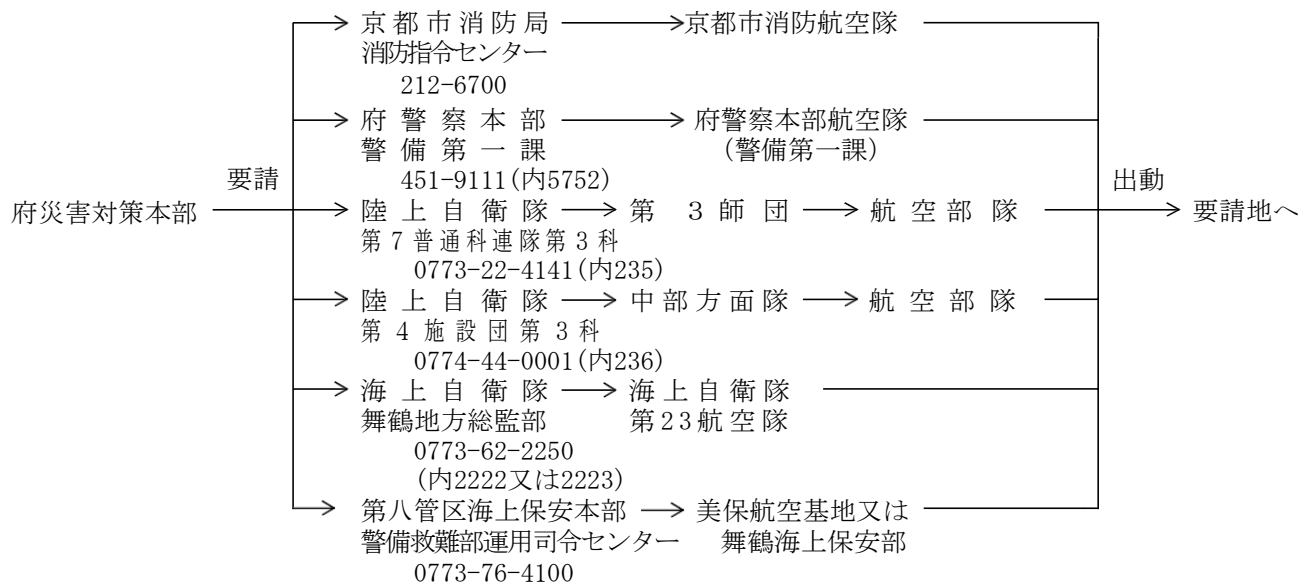 京都市消防局 京都市消防航空隊
消防指令センター
212-6700
府警察本部 府警察本部航空隊
警備第一課 (警備第一課)
451-9111(内5752)
要請 出動
府災害対策本部 陸上自衛隊 第3師団 航空部隊 要請地へ
第7普通科連隊第3科
0773-22-4141(内235)
陸上自衛隊 中部方面隊 航空部隊
第4施設団第3科
0774-44-0001(内236)
海上自衛隊 海上自衛隊
舞鶴地方総監部 第23航空隊
0773-62-2250
(内2222又は2223)
第八管区海上保安本部 美保航空基地又は
警備救難部運用司令センター 舞鶴海上保安部
0773-76-4100